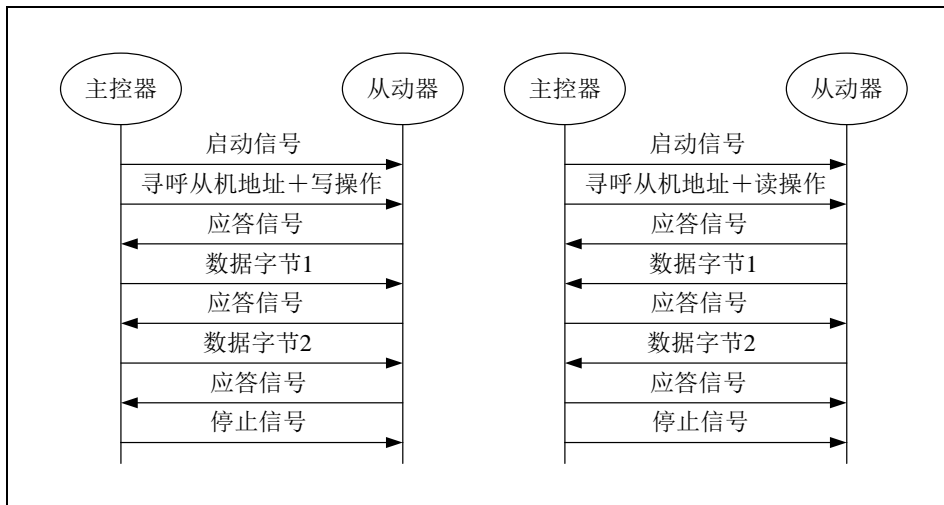 主控器
从动器
启动信号
寻呼从机地址＋写操作
应答信号
数据字节1
应答信号
数据字节2
应答信号
停止信号
主控器
从动器
启动信号
寻呼从机地址＋读操作
应答信号
数据字节1
应答信号
数据字节2
应答信号
停止信号